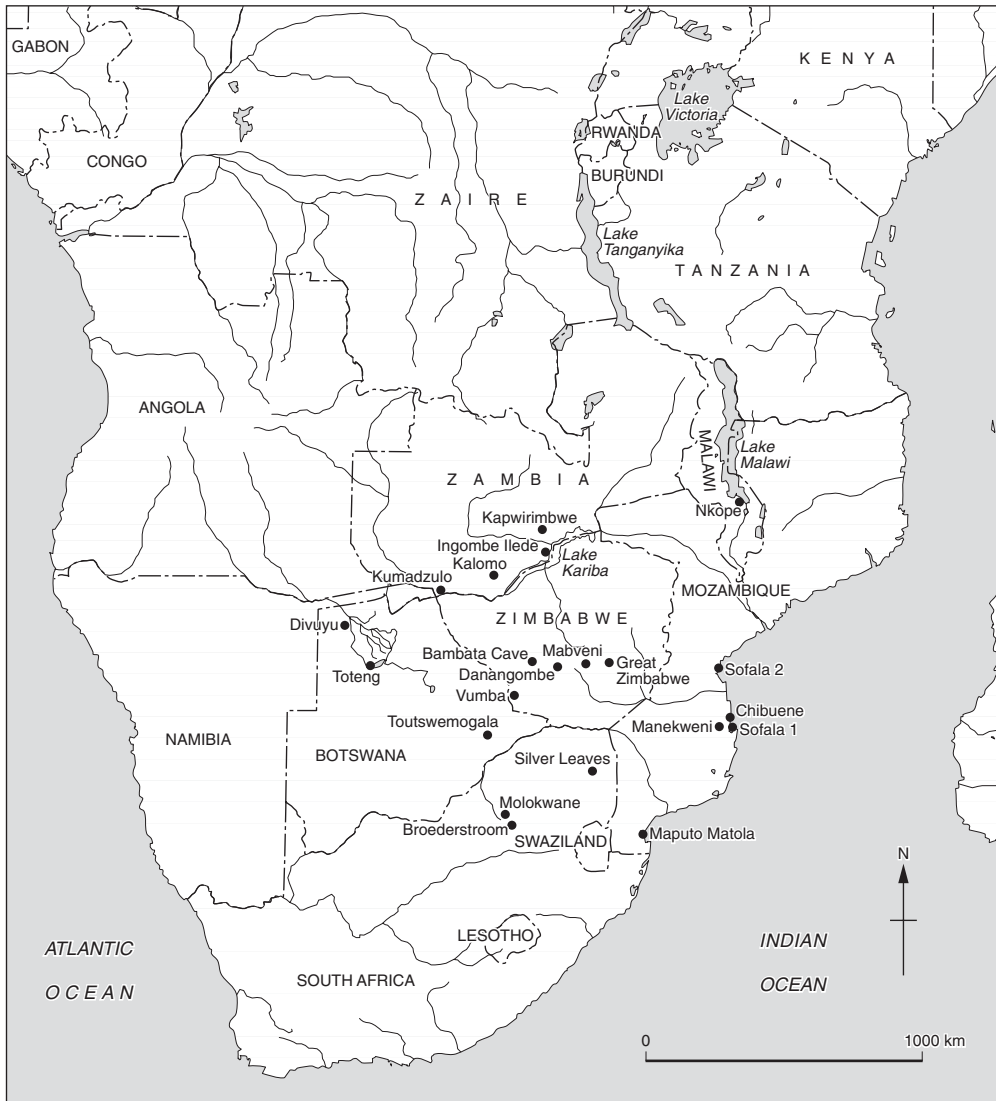 GABON
KENYA
Lake
Victoria
RWANDA
CONGO
BURUNDI
ZAIRE
Lake
Tanganyika
TANZANIA
ANGOLA
MALAWI
Lake
Malawi
ZAMBIA
Nkope
Kapwirimbwe
Ingombe Ilede
Lake
Kariba
Kalomo
Kumadzulo
MOZAMBIQUE
ZIMBABWE
Divuyu
Bambata Cave
Mabveni
Great
Zimbabwe
Danangombe
Toteng
Sofala 2
Vumba
Chibuene
Toutswemogala
Manekweni
Sofala 1
NAMIBIA
BOTSWANA
Silver Leaves
Molokwane
Broederstroom
SWAZILAND
Maputo Matola
N
LESOTHO
ATLANTIC
OCEAN
INDIAN
OCEAN
SOUTH AFRICA
0
1000 km